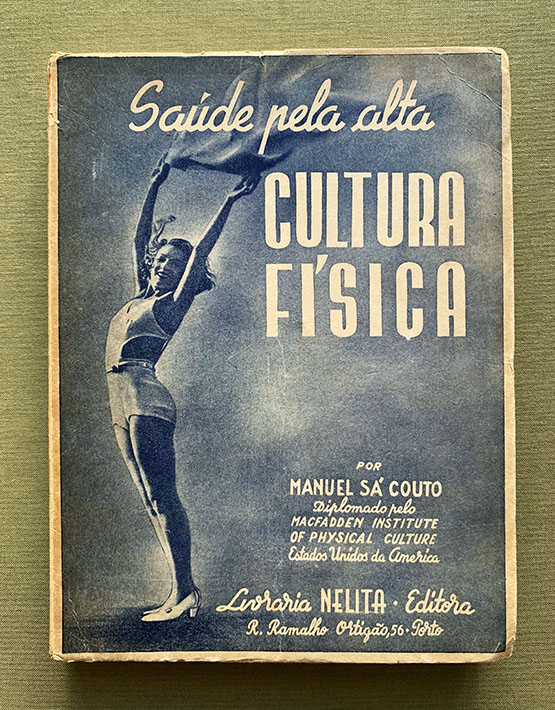 Saúde pela alta
CULTURA
FÍSIÇA
POR
MANUEL SÁ COUTO
Diplomado pelo
MACFADDEN INSTITUTE
OF PHYSICAL CULTURE
Estados Unidos da America
Livraria NELITA · Editora
R. Ramalho Ortigão, 56 · Porto